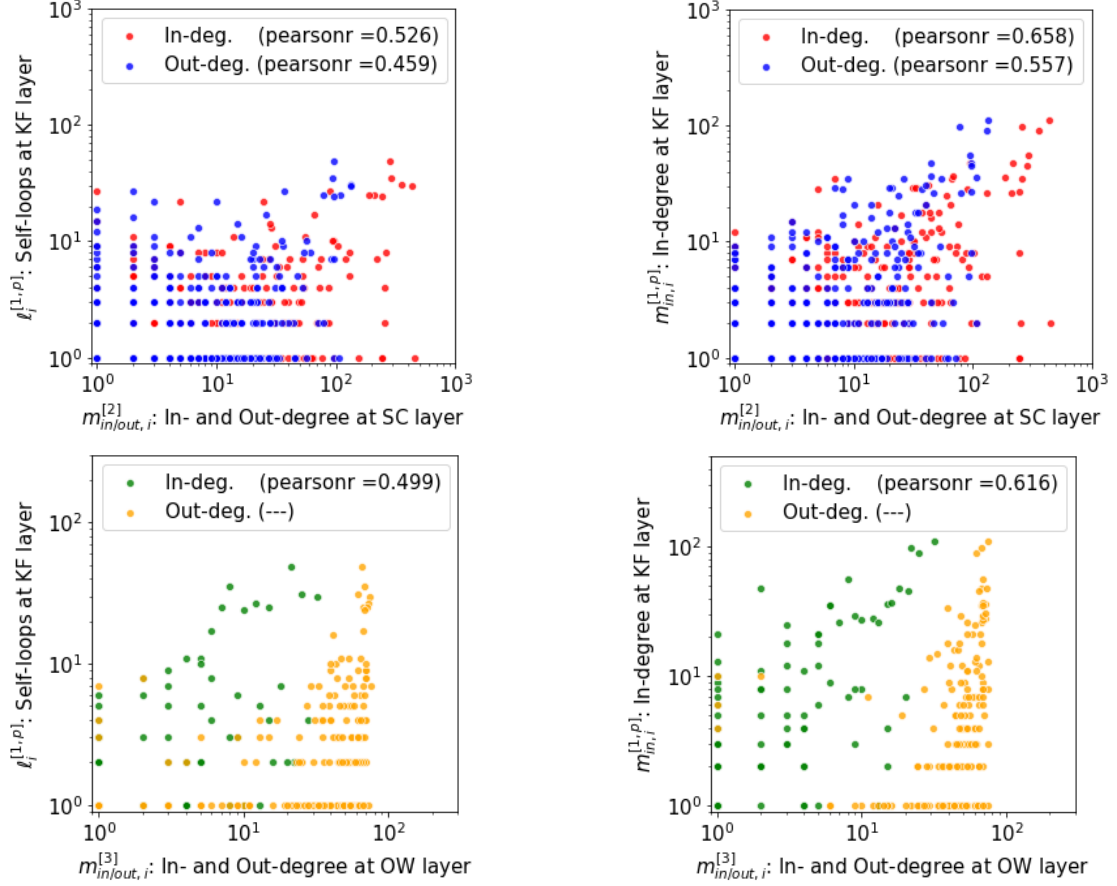 10³
10²
10¹
10⁰
In-deg. (pearsonr =0.526)
Out-deg. (pearsonr =0.459)
ℓ_i^{[1,p]}: Self-loops at KF layer
10⁰ 10¹ 10² 10³
m_{in/out, i}^{[2]}: In- and Out-degree at SC layer
10³
10²
10¹
10⁰
In-deg. (pearsonr =0.658)
Out-deg. (pearsonr =0.557)
m_{in,i}^{[1,p]}: In-degree at KF layer
10⁰ 10¹ 10² 10³
m_{in/out, i}^{[2]}: In- and Out-degree at SC layer
10²
10¹
10⁰
In-deg. (pearsonr =0.499)
Out-deg. (---)
ℓ_i^{[1,p]}: Self-loops at KF layer
10⁰ 10¹ 10²
m_{in/out, i}^{[3]}: In- and Out-degree at OW layer
10²
10¹
10⁰
In-deg. (pearsonr =0.616)
Out-deg. (---)
m_{in,i}^{[1,p]}: In-degree at KF layer
10⁰ 10¹ 10²
m_{in/out, i}^{[3]}: In- and Out-degree at OW layer